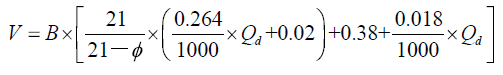 V = B × [ 21/(21－ϕ) × ( 0.264/1000 × Q_d +0.02 ) +0.38+ 0.018/1000 × Q_d ]